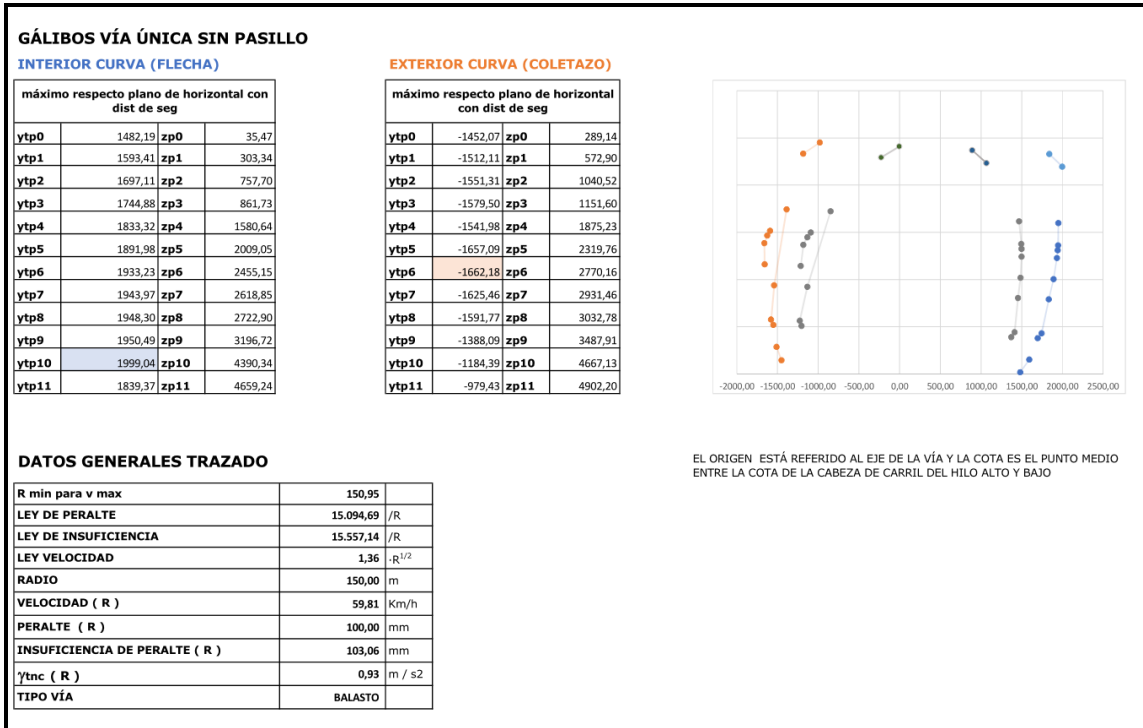 GÁLIBOS VÍA ÚNICA SIN PASILLO
INTERIOR CURVA (FLECHA)
máximo respecto plano de horizontal con
dist de seg
ytp0 1482,19 zp0 35,47
ytp1 1593,41 zp1 303,34
ytp2 1697,11 zp2 757,70
ytp3 1744,88 zp3 861,73
ytp4 1833,32 zp4 1580,64
ytp5 1891,98 zp5 2009,05
ytp6 1933,23 zp6 2455,15
ytp7 1943,97 zp7 2618,85
ytp8 1948,30 zp8 2722,90
ytp9 1950,49 zp9 3196,72
ytp10 1999,04 zp10 4390,34
ytp11 1839,37 zp11 4659,24
EXTERIOR CURVA (COLETAZO)
máximo respecto plano de horizontal
con dist de seg
ytp0 -1452,07 zp0 289,14
ytp1 -1512,11 zp1 572,90
ytp2 -1551,31 zp2 1040,52
ytp3 -1579,50 zp3 1151,60
ytp4 -1541,98 zp4 1875,23
ytp5 -1657,09 zp5 2319,76
ytp6 -1662,18 zp6 2770,16
ytp7 -1625,46 zp7 2931,46
ytp8 -1591,77 zp8 3032,78
ytp9 -1388,09 zp9 3487,91
ytp10 -1184,39 zp10 4667,13
ytp11 -979,43 zp11 4902,20
-2000,00 -1500,00 -1000,00 -500,00 0,00 500,00 1000,00 1500,00 2000,00 2500,00
EL ORIGEN ESTÁ REFERIDO AL EJE DE LA VÍA Y LA COTA ES EL PUNTO MEDIO
ENTRE LA COTA DE LA CABEZA DE CARRIL DEL HILO ALTO Y BAJO
DATOS GENERALES TRAZADO
R min para v max 150,95
LEY DE PERALTE 15.094,69 /R
LEY DE INSUFICIENCIA 15.557,14 /R
LEY VELOCIDAD 1,36 ·R^1/2
RADIO 150,00 m
VELOCIDAD ( R ) 59,81 Km/h
PERALTE ( R ) 100,00 mm
INSUFICIENCIA DE PERALTE ( R ) 103,06 mm
γtnc ( R ) 0,93 m / s2
TIPO VÍA BALASTO